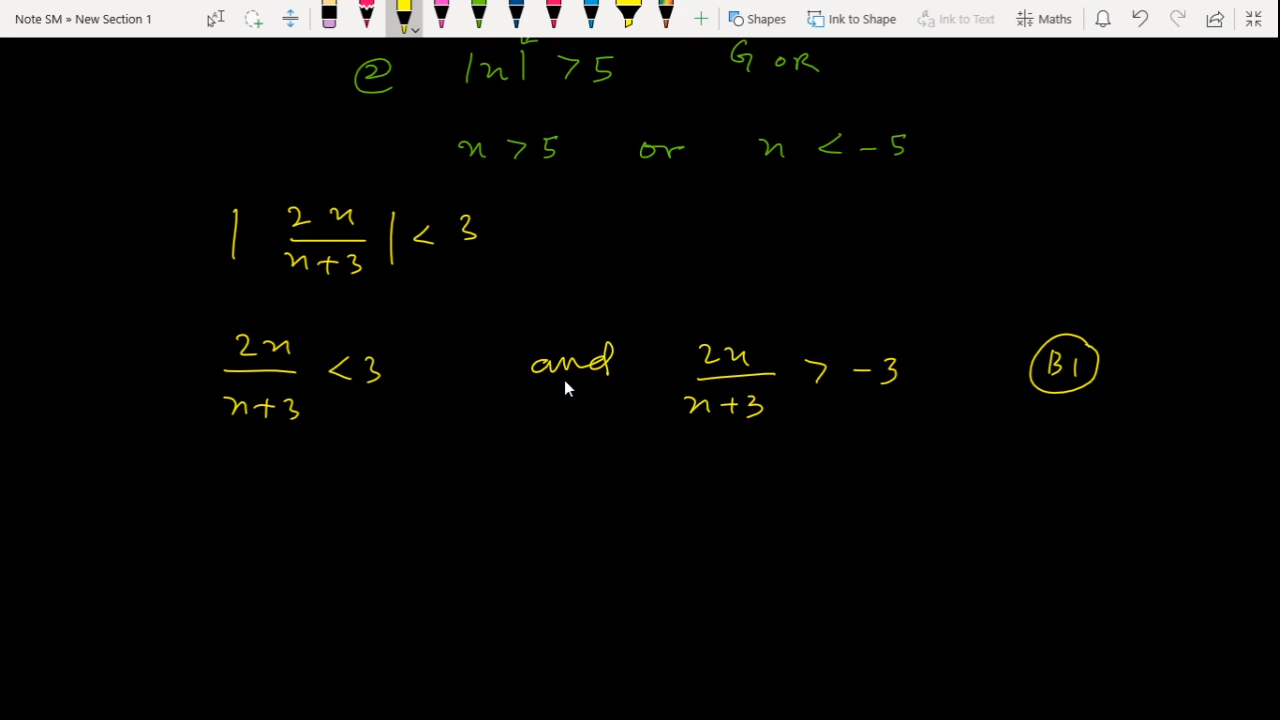 Note SM » New Section 1 Shapes Ink to Shape Ink to Text Maths
② |x| > 5 G OR
x > 5 or x < -5
| 2x / x+3 | < 3
2x / x+3 < 3 and 2x / x+3 > -3 B1